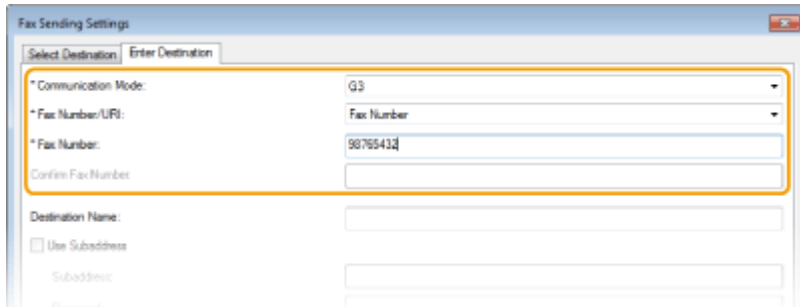 Fax Sending Settings
Select Destination Enter Destination
* Communication Mode: G3
* Fax Number/URI: Fax Number
* Fax Number: 98765432
Confirm Fax Number:
Destination Name:
Use Subaddress
Subaddress:
Password: